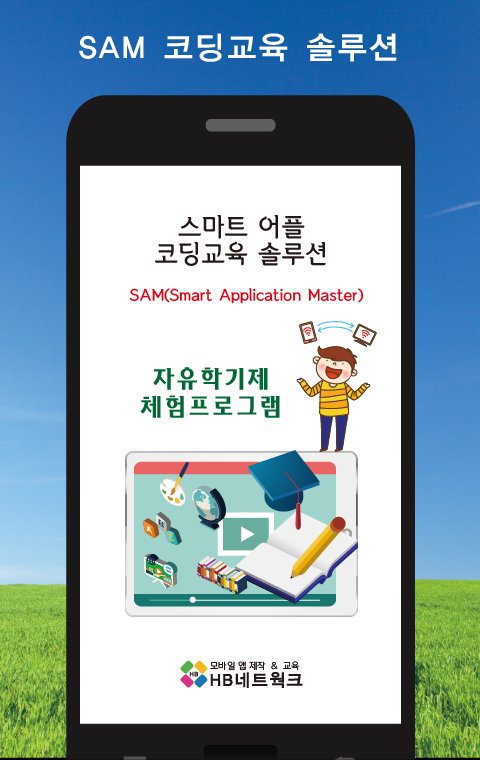 SAM 코딩교육 솔루션
스마트 어플
코딩교육 솔루션
SAM(Smart Application Master)
자유학기제
체험프로그램
모바일 앱 제작 & 교육
HB
HB네트웍크